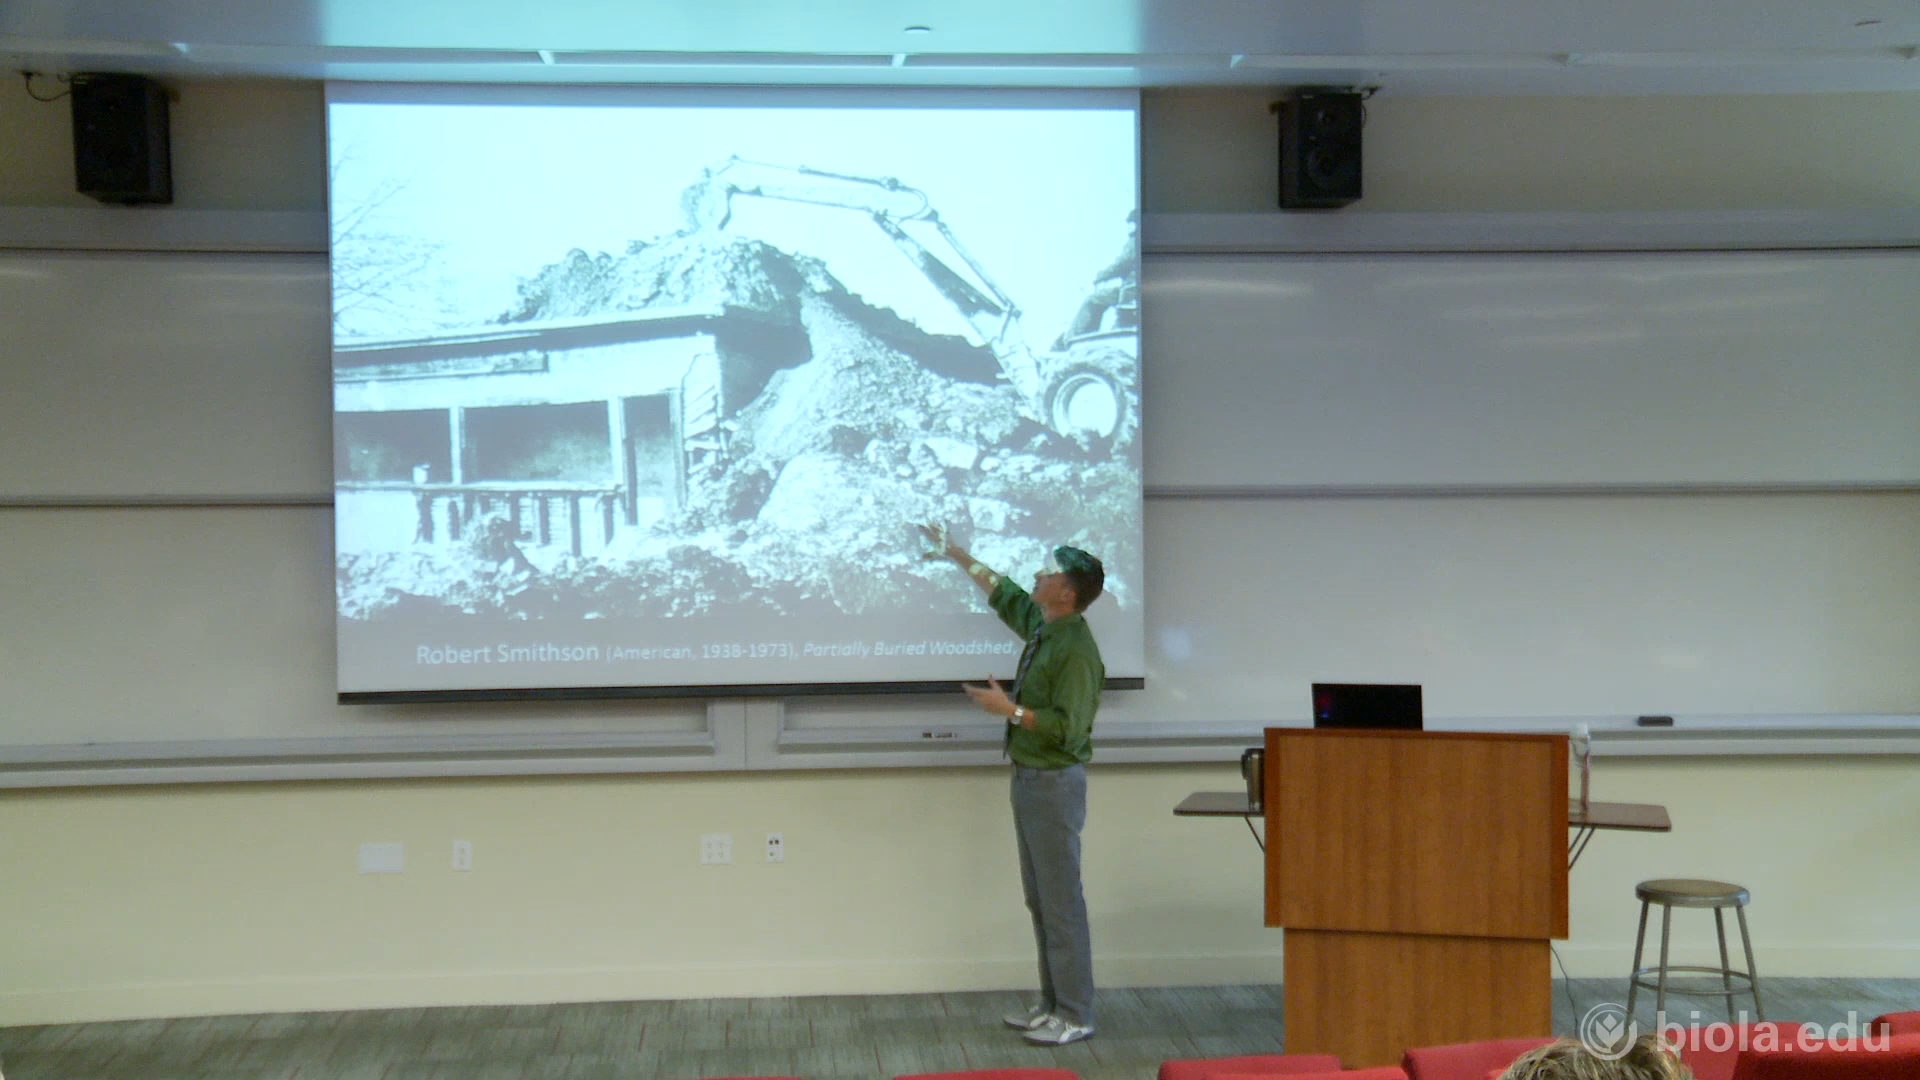 Robert Smithson (American, 1938-1973), Partially Buried Woodshed,
biola.edu